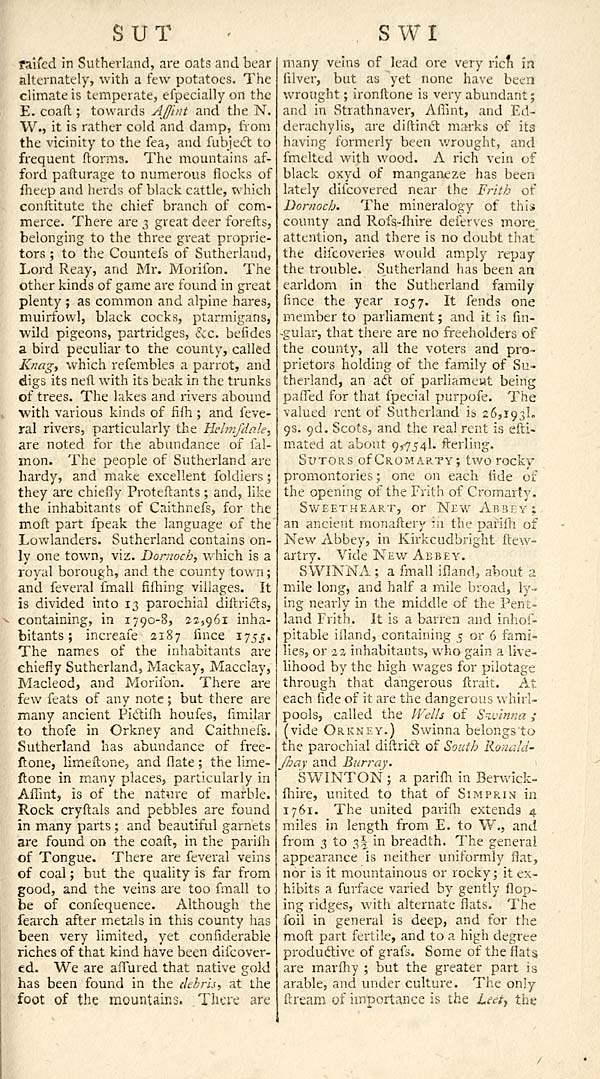 SUT
SWI
raiſed in Sutherland, are oats and bear
alternately, with a few potatoes. The
climate is temperate, eſpecially on the
E. coaſt; towards Aſſint and the N.
W., it is rather cold and damp, from
the vicinity to the ſea, and ſubject to
frequent ſtorms. The mountains af-
ford paſturage to numerous flocks of
ſheep and herds of black cattle, which
conſtitute the chief branch of com-
merce. There are 3 great deer foreſts,
belonging to the three great proprie-
tors; to the Counteſs of Sutherland,
Lord Reay, and Mr. Moriſon. The
other kinds of game are found in great
plenty; as common and alpine hares,
muirfowl, black cocks, ptarmigans,
wild pigeons, partridges, &c. beſides
a bird peculiar to the county, called
Knag, which reſembles a parrot, and
digs its neſt with its beak in the trunks
of trees. The lakes and rivers abound
with various kinds of fiſh; and ſeve-
ral rivers, particularly the Helmſdale,
are noted for the abundance of ſal-
mon. The people of Sutherland are
hardy, and make excellent ſoldiers;
they are chiefly Proteſtants; and, like
the inhabitants of Caithneſs, for the
moſt part ſpeak the language of the
Lowlanders. Sutherland contains on-
ly one town, viz. Dornoch, which is a
royal borough, and the county town;
and ſeveral ſmall fiſhing villages. It
is divided into 13 parochial diſtricts,
containing, in 1790-8, 22,961 inha-
bitants; increaſe 2187 ſince 1755.
The names of the inhabitants are
chiefly Sutherland, Mackay, Macclay,
Macleod, and Moriſon. There are
few ſeats of any note; but there are
many ancient Pictiſh houſes, ſimilar
to thoſe in Orkney and Caithneſs.
Sutherland has abundance of free-
ſtone, limeſtone, and ſlate; the lime-
ſtone in many places, particularly in
Aſſint, is of the nature of marble.
Rock cryſtals and pebbles are found
in many parts; and beautiful garnets
are found on the coaſt, in the pariſh
of Tongue. There are ſeveral veins
of coal; but the quality is far from
good, and the veins are too ſmall to
be of conſequence. Although the
ſearch after metals in this county has
been very limited, yet conſiderable
riches of that kind have been diſcover-
ed. We are aſſured that native gold
has been found in the debris, at the
foot of the mountains. There are
many veins of lead ore very rich in
ſilver, but as yet none have been
wrought; ironſtone is very abundant;
and in Strathnaver, Aſſint, and Ed-
derachylis, are diſtinct marks of its
having formerly been wrought, and
ſmelted with wood. A rich vein of
black oxyd of manganeze has been
lately diſcovered near the Frith of
Dornoch. The mineralogy of this
county and Roſs-ſhire deſerves more
attention, and there is no doubt that
the diſcoveries would amply repay
the trouble. Sutherland has been an
earldom in the Sutherland family
ſince the year 1057. It ſends one
member to parliament; and it is ſin-
gular, that there are no freeholders of
the county, all the voters and pro-
prietors holding of the family of Su-
therland, an act of parliament being
paſſed for that ſpecial purpoſe. The
valued rent of Sutherland is 26,193l.
9s. 9d. Scots, and the real rent is eſti-
mated at about 9,754l. ſterling.
SUTORS of CROMARTY; two rocky
promontories; one on each ſide of
the opening of the Frith of Cromarty.
SWEETHEART, or NEW ABBEY;
an ancient monaſtery in the pariſh of
New Abbey, in Kirkcudbright ſtew-
artry. Vide NEW ABBEY.
SWINNA; a ſmall iſland, about a
mile long, and half a mile broad, ly-
ing nearly in the middle of the Pent-
land Frith. It is a barren and inhoſ-
pitable iſland, containing 5 or 6 fami-
lies, or 22 inhabitants, who gain a live-
lihood by the high wages for pilotage
through that dangerous ſtrait. At
each ſide of it are the dangerous whirl-
pools, called the Wells of Swinna;
(vide ORKNEY.) Swinna belongs to
the parochial diſtrict of South Ronald-
ſhay and Burray.
SWINTON; a pariſh in Berwick-
ſhire, united to that of SIMPRIN in
1761. The united pariſh extends 4
miles in length from E. to W., and
from 3 to 3½ in breadth. The general
appearance is neither uniformly flat,
nor is it mountainous or rocky; it ex-
hibits a ſurface varied by gently ſlop-
ing ridges, with alternate flats. The
ſoil in general is deep, and for the
moſt part fertile, and to a high degree
productive of graſs. Some of the flats
are marſhy; but the greater part is
arable, and under culture. The only
ſtream of importance is the Leet, the